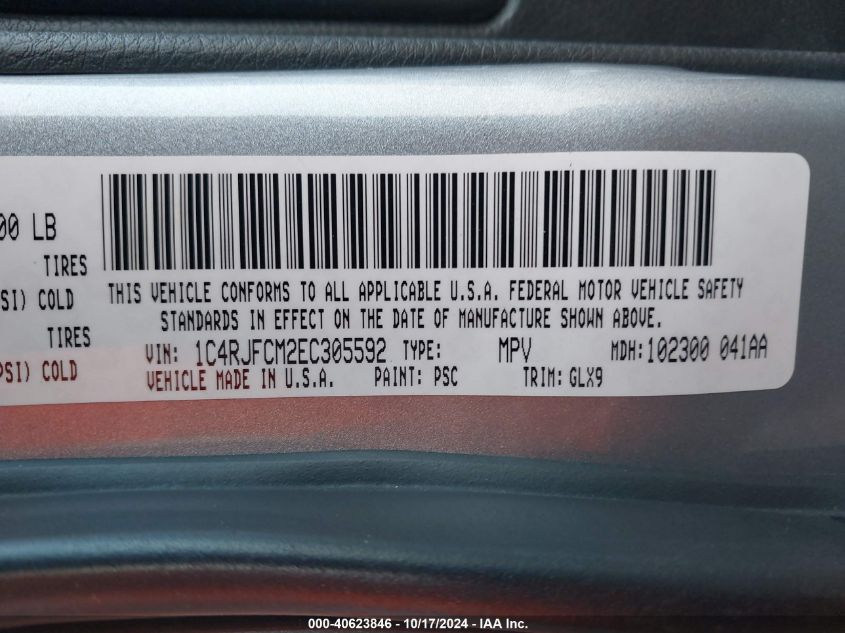 00 LB
TIRES
SI) COLD
TIRES
PSI) COLD
THIS VEHICLE CONFORMS TO ALL APPLICABLE U.S.A. FEDERAL MOTOR VEHICLE SAFETY
STANDARDS IN EFFECT ON THE DATE OF MANUFACTURE SHOWN ABOVE.
VIN: 1C4RJFCM2EC305592 TYPE: MPV MDH: 102300 041AA
VEHICLE MADE IN U.S.A. PAINT: PSC TRIM: GLX9
000-40623846 - 10/17/2024 - IAA Inc.